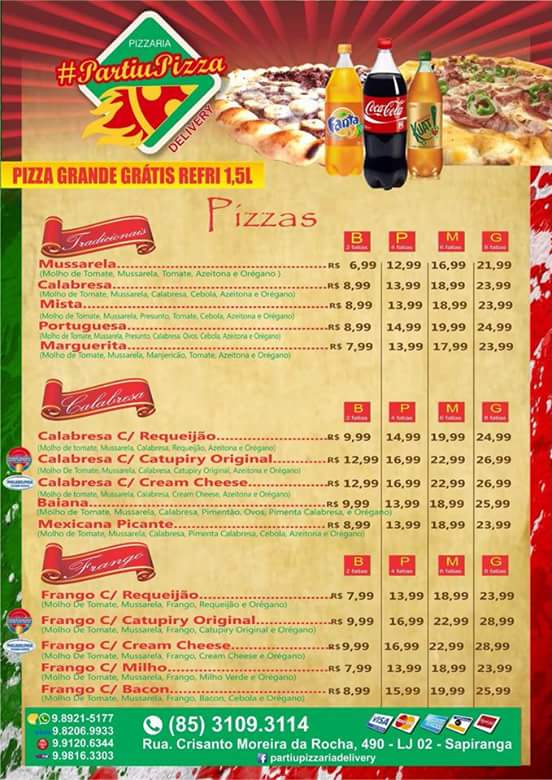 PIZZARIA
#PartiuPizza
DELIVERY
Fanta
Coca-Cola
KUAT
PIZZA GRANDE GRÁTIS REFRI 1,5L
Pizzas
Tradicionais
B P M G
2 fatias 4 fatias 6 fatias 8 fatias
Mussarela R$ 6,99 12,99 16,99 21,99
(Molho de Tomate, Mussarela, Tomate, Azeitona e Orégano )
Calabresa R$ 8,99 13,99 18,99 23,99
(Molho de Tomate, Mussarela, Calabresa, Cebola, Azeitona e Orégano)
Mista R$ 8,99 13,99 18,99 23,99
(Molho de Tomate, Mussarela, Presunto, Tomate, Cebola, Azeitona e Orégano)
Portuguesa R$ 8,99 14,99 19,99 24,99
(Molho de Tomate, Mussarela, Presunto, Calabresa, Ovos, Cebola, Azeitona e Orégano)
Marguerita R$ 7,99 13,99 17,99 23,99
(Molho de Tomate, Mussarela, Manjericão, Tomate, Azeitona e Orégano)
Calabresa
B P M G
2 fatias 4 fatias 6 fatias 8 fatias
Calabresa C/ Requeijão R$ 9,99 14,99 19,99 24,99
(Molho de tomate, Mussarela, Calabresa, Requeijão, Azeitona e Orégano)
Calabresa C/ Catupiry Original R$ 12,99 16,99 22,99 26,99
(Molho De Tomate, Mussarela, Calabresa, Catupiry Original, Azeitona e Orégano)
Calabresa C/ Cream Cheese R$ 12,99 16,99 22,99 26,99
(Molho de tomate, Mussarela, Calabresa, Cream Cheese, Azeitona e Orégano)
Baiana R$ 9,99 13,99 18,99 25,99
(Molho de Tomate, Mussarela, Calabresa, Pimentão, Ovos, Pimenta Calabresa, e Orégano)
Mexicana Picante R$ 8,99 13,99 18,99 23,99
(Molho de Tomate, Mussarela, Calabresa, Pimenta Calabresa, Cebola, Azeitona e Orégano)
Frango
B P M G
2 fatias 4 fatias 6 fatias 8 fatias
Frango C/ Requeijão R$ 7,99 13,99 18,99 23,99
(Molho De Tomate, Mussarela, Frango, Requeijão e Orégano)
Frango C/ Catupiry Original R$ 9,99 16,99 22,99 28,99
(Molho De Tomate, Mussarela, Frango, Catupiry Original e Orégano)
Frango C/ Cream Cheese R$ 9,99 16,99 22,99 28,99
(Molho De Tomate, Mussarela, Frango, Cream Cheese e Orégano)
Frango C/ Milho R$ 7,99 13,99 18,99 23,99
(Molho De Tomate, Mussarela, Frango, Milho Verde e Orégano)
Frango C/ Bacon R$ 8,99 15,99 19,99 25,99
(Molho De Tomate, Mussarela, Frango, Bacon, Cebola e Orégano)
9.8921-5177
9.8206.9933
9.9120.6344
9.9816.3303
(85) 3109.3114
VISA
Rua. Crisanto Moreira da Rocha, 490 - LJ 02 - Sapiranga
partiupizzariadelivery